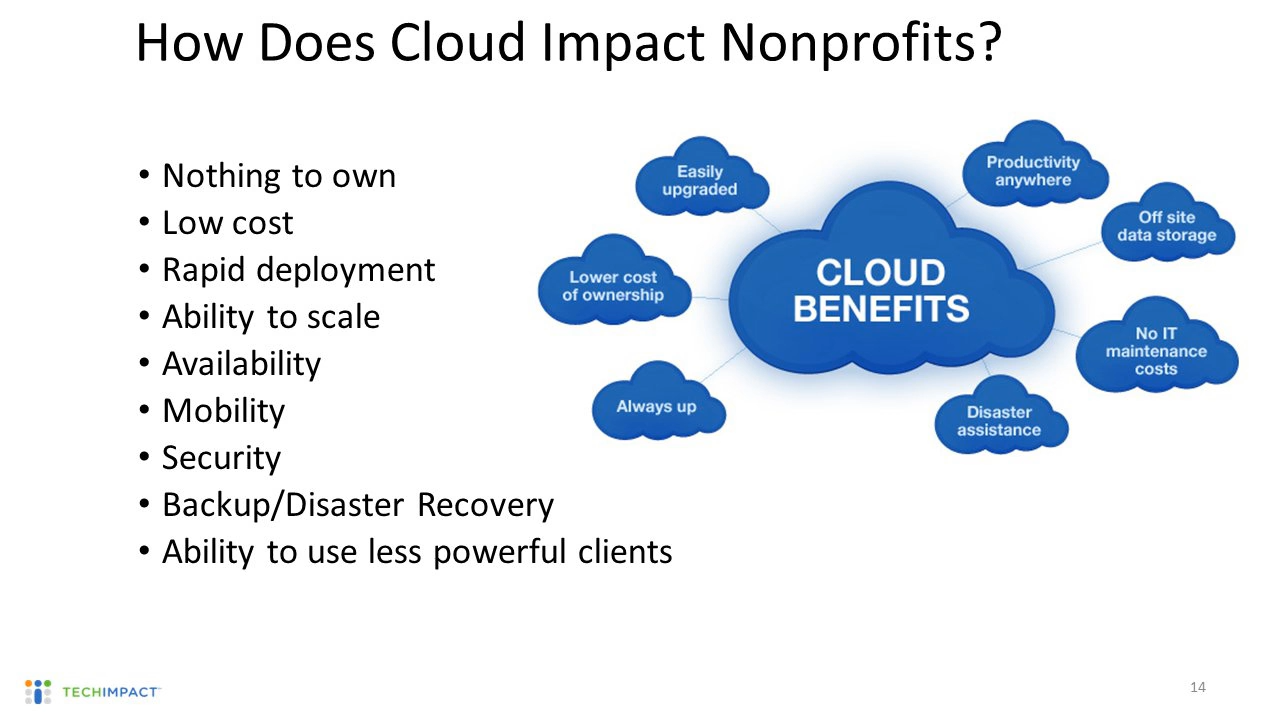 How Does Cloud Impact Nonprofits?
• Nothing to own
• Low cost
• Rapid deployment
• Ability to scale
• Availability
• Mobility
• Security
• Backup/Disaster Recovery
• Ability to use less powerful clients
Easily
upgraded
Productivity
anywhere
Off site
data storage
Lower cost
of ownership
CLOUD
BENEFITS
No IT
maintenance
costs
Always up
Disaster
assistance
TECHIMPACT™
14